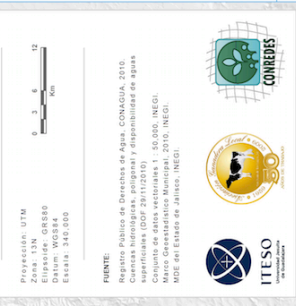 Proyección: UTM
Zona: 13N
Elipsoide: GRS80
Datum: WGS84
Escala 340,000
0 3 6 12
Km
FUENTE:
Registro Público de Derechos de Agua, CONAGUA, 2010.
Cuencas hidrológicas, poligonal y disponibilidad de aguas
superficiales (DOF 29/11/2010)
Conjunto de datos vectoriales 1: 50,000, INEGI.
Marco Geoestadístico Municipal, 2010, INEGI.
MDE del Estado de Jalisco, INEGI.
CONREDES
ITESO
Universidad Jesuita
de Guadalajara